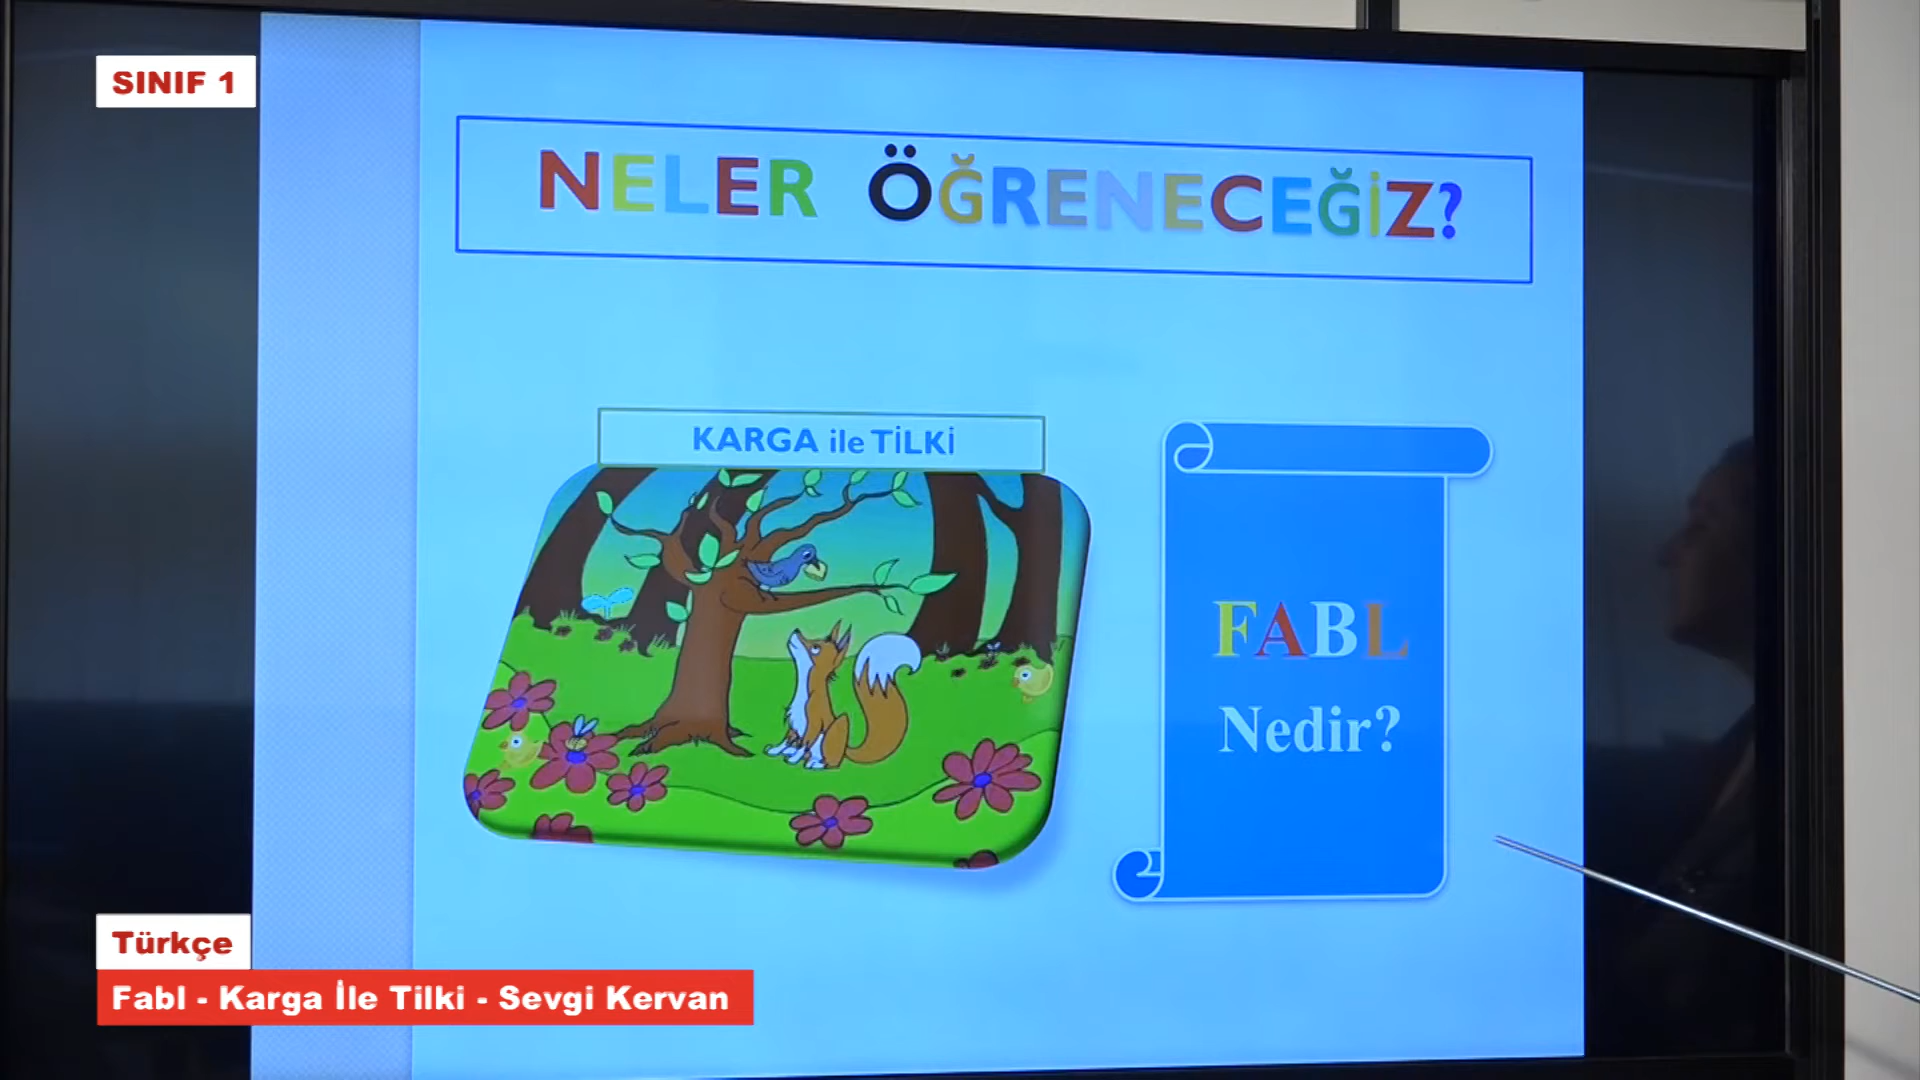 SINIF 1
NELER ÖĞRENECEĞİZ?
KARGA ile TİLKİ
FABL
Nedir?
Türkçe
Fabl - Karga İle Tilki - Sevgi Kervan